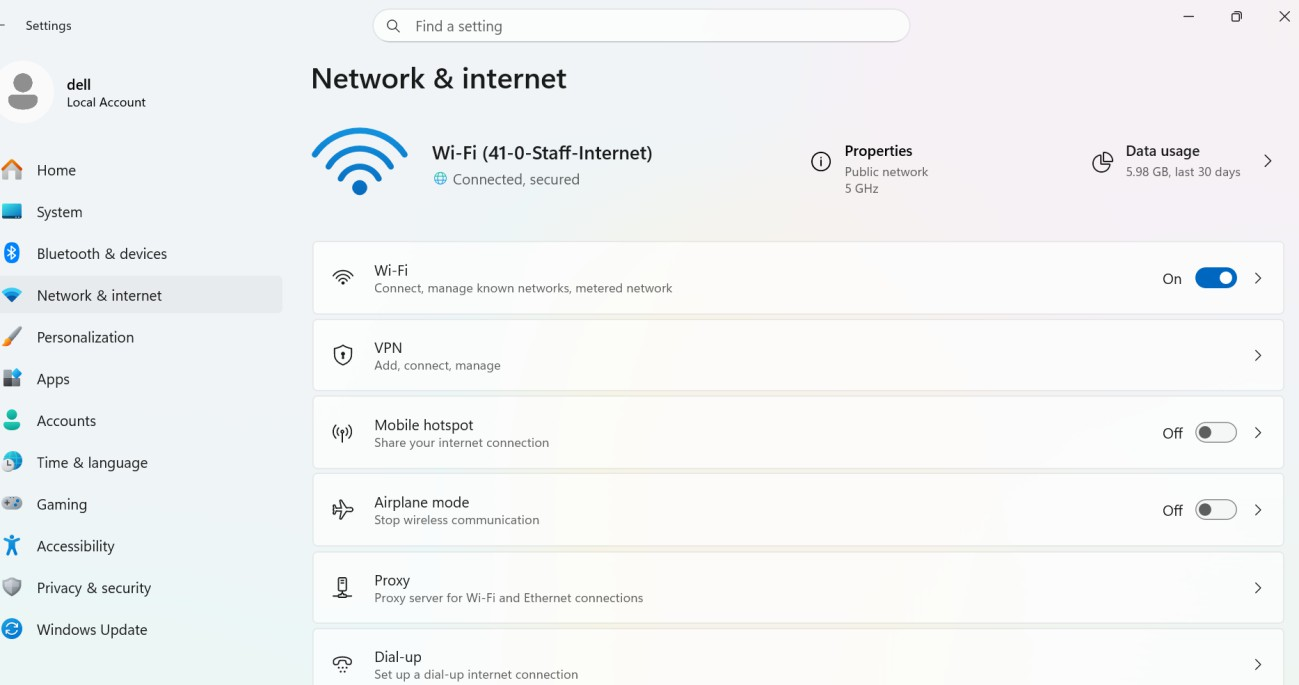 Settings
Find a setting
dell
Local Account
Home
System
Bluetooth & devices
Network & internet
Personalization
Apps
Accounts
Time & language
Gaming
Accessibility
Privacy & security
Windows Update
Network & internet
Wi-Fi (41-0-Staff-Internet)
Connected, secured
Properties
Public network
5 GHz
Data usage
5.98 GB, last 30 days
Wi-Fi
Connect, manage known networks, metered network
On
VPN
Add, connect, manage
Mobile hotspot
Share your internet connection
Off
Airplane mode
Stop wireless communication
Off
Proxy
Proxy server for Wi-Fi and Ethernet connections
Dial-up
Set up a dial-up internet connection